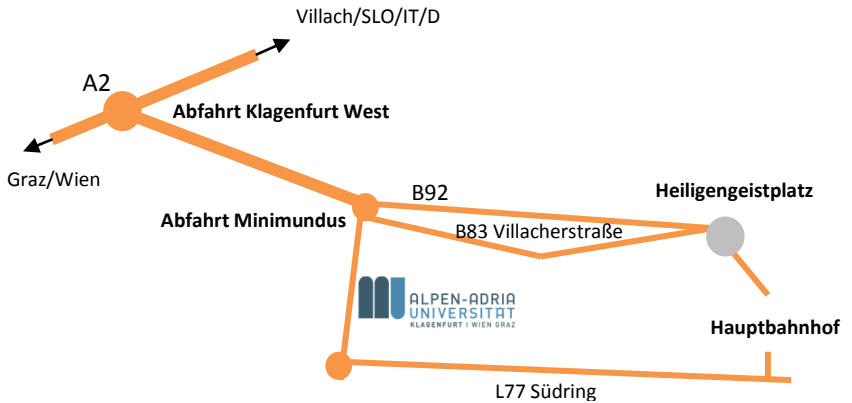 Villach/SLO/IT/D
A2
Abfahrt Klagenfurt West
Graz/Wien
B92
Heiligengeistplatz
Abfahrt Minimundus
B83 Villacherstraße
ALPEN-ADRIA
UNIVERSITÄT
KLAGENFURT I WIEN GRAZ
Hauptbahnhof
L77 Südring